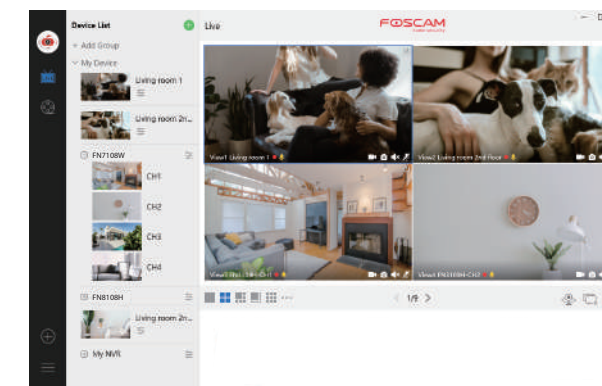 Device List
Live
FOSCAM
+ Add Group
My Device
Living room 1
Living room 2n...
FN7108W
CH1
CH2
CH3
CH4
FN8108H
Living room 2n...
My NVR
View1 Living room 1
View2 Living room 2nd floor
1/9